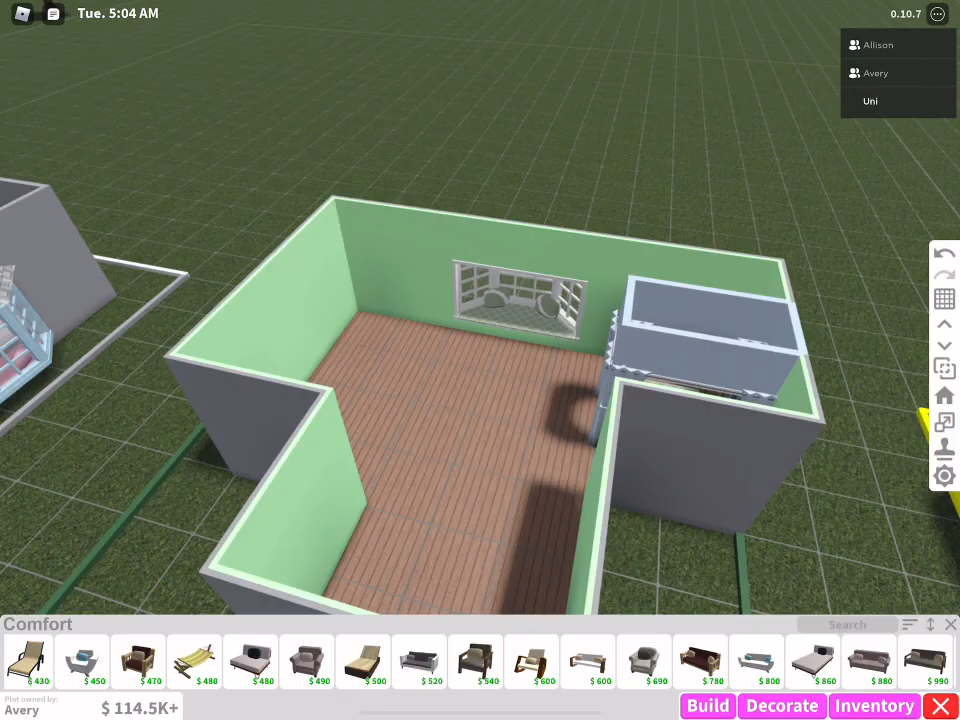 Tue. 5:04 AM
0.10.7
Allison
Avery
Uni
Comfort
Search
$ 430
$ 450
$ 470
$ 480
$ 480
$ 490
$ 500
$ 520
$ 540
$ 600
$ 600
$ 690
$ 780
$ 800
$ 860
$ 880
$ 990
Plot owned by:
Avery
$ 114.5K+
Build
Decorate
Inventory